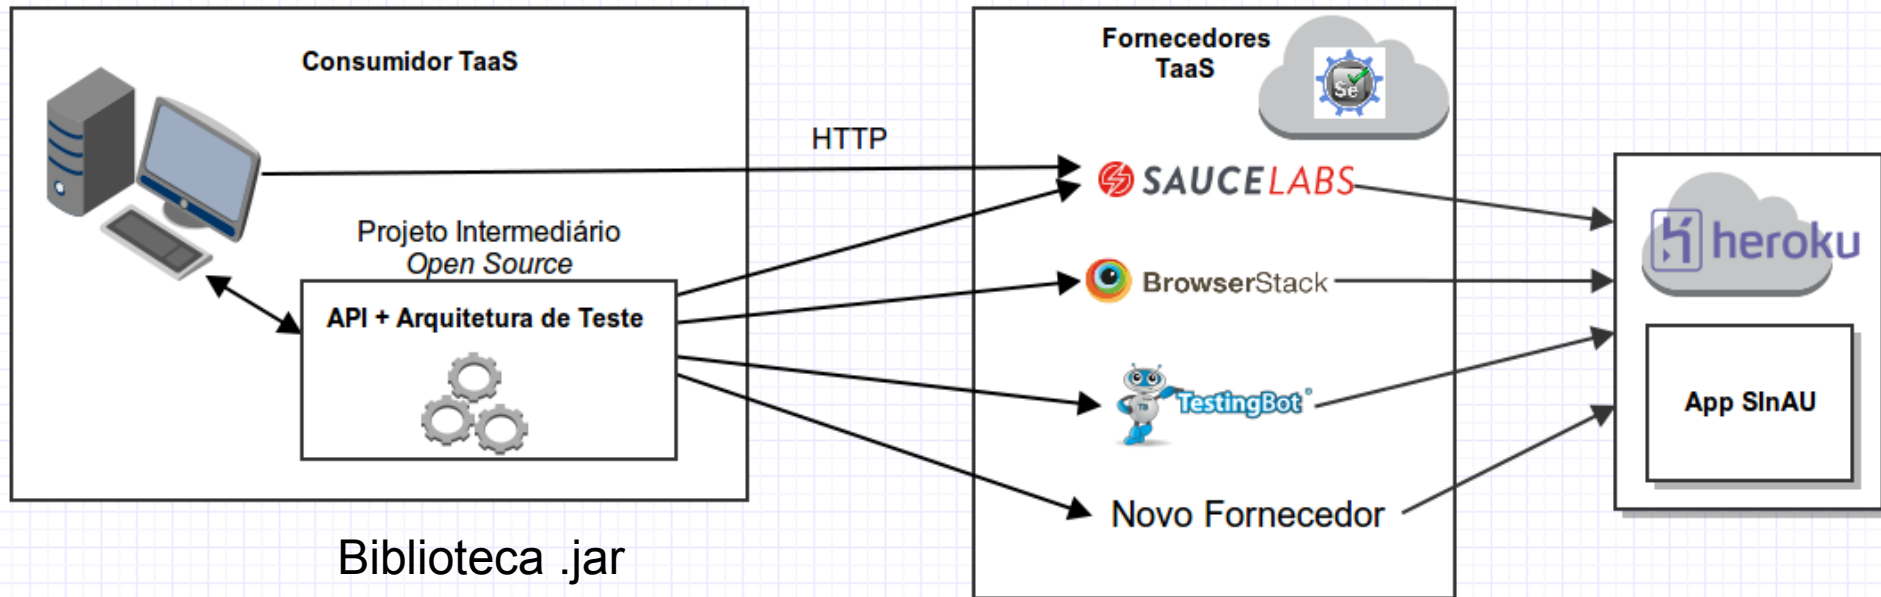 Consumidor TaaS
Projeto Intermediário
Open Source
API + Arquitetura de Teste
Biblioteca .jar
HTTP
Fornecedores
TaaS
Se
SAUCELABS
BrowserStack
TB
TestingBot
Novo Fornecedor
heroku
App SInAU